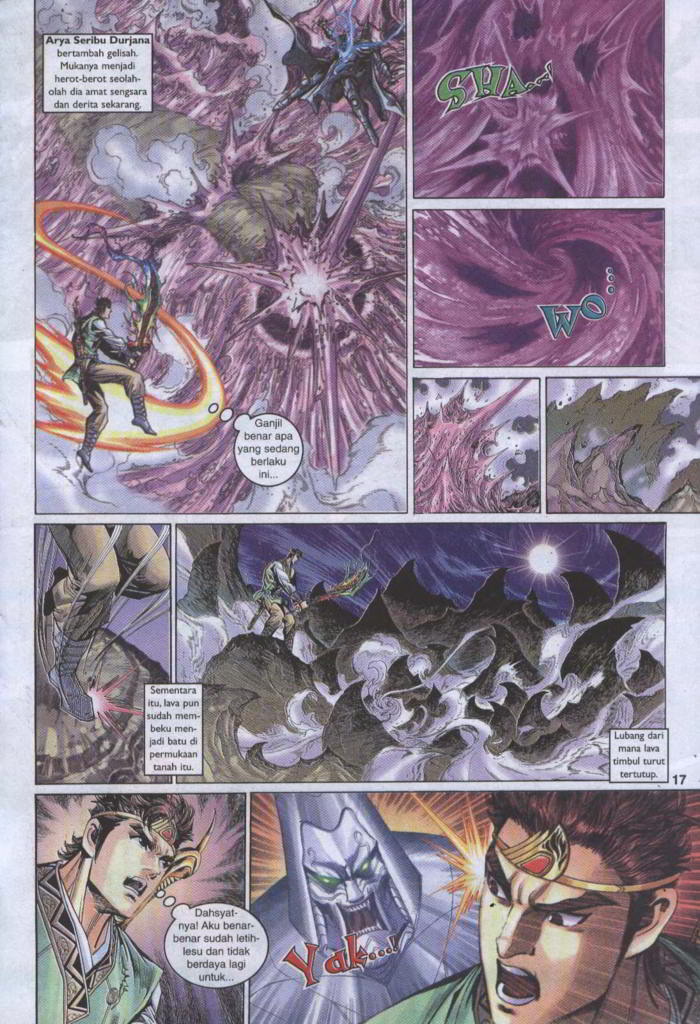 Arya Seribu Durjana
bertambah gelisah.
Mukanya menjadi
herot-berot seolah-
olah dia amat sengsara
dan derita sekarang.
SHA...!
WO...
Ganjil
benar apa
yang sedang
berlaku
ini...
Sementara
itu, lava pun
sudah mem-
beku men-
jadi batu di
permukaan
tanah itu.
Lubang dari
mana lava
timbul turut
tertutup.
17
Dahsyat-
nya! Aku benar-
benar sudah letih-
lesu dan tidak
berdaya lagi
untuk...
Yak...!